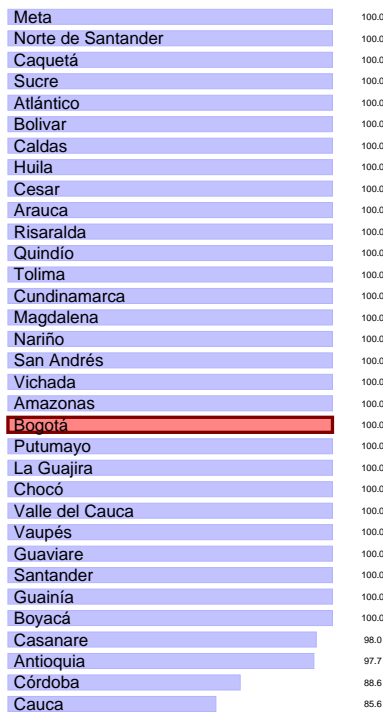 Meta 100.0
Norte de Santander 100.0
Caquetá 100.0
Sucre 100.0
Atlántico 100.0
Bolivar 100.0
Caldas 100.0
Huila 100.0
Cesar 100.0
Arauca 100.0
Risaralda 100.0
Quindío 100.0
Tolima 100.0
Cundinamarca 100.0
Magdalena 100.0
Nariño 100.0
San Andrés 100.0
Vichada 100.0
Amazonas 100.0
Bogotá 100.0
Putumayo 100.0
La Guajira 100.0
Chocó 100.0
Valle del Cauca 100.0
Vaupés 100.0
Guaviare 100.0
Santander 100.0
Guainía 100.0
Boyacá 100.0
Casanare 98.0
Antioquia 97.7
Córdoba 88.6
Cauca 85.6